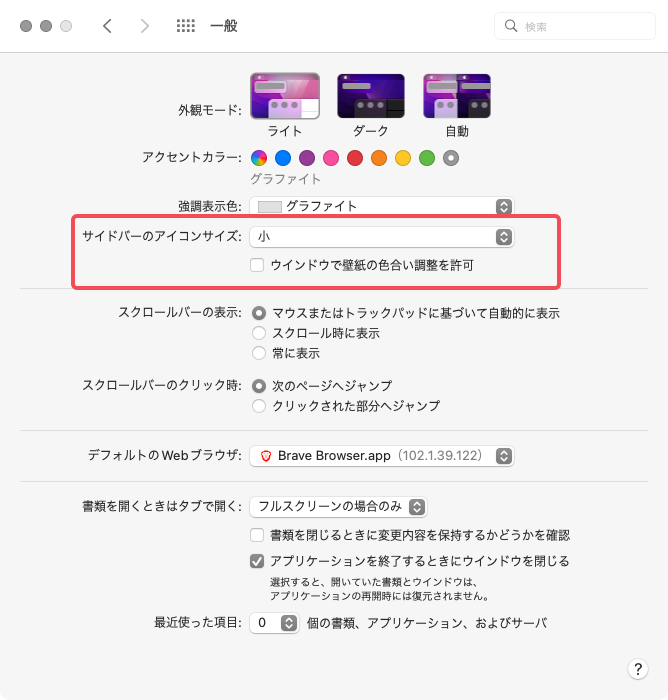 一般
検索
外観モード:
ライト ダーク 自動
アクセントカラー:
グラファイト
強調表示色: グラファイト
サイドバーのアイコンサイズ: 小
ウインドウで壁紙の色合い調整を許可
スクロールバーの表示: マウスまたはトラックパッドに基づいて自動的に表示
スクロール時に表示
常に表示
スクロールバーのクリック時: 次のページへジャンプ
クリックされた部分へジャンプ
デフォルトのWebブラウザ: Brave Browser.app（102.1.39.122）
書類を開くときはタブで開く: フルスクリーンの場合のみ
書類を閉じるときに変更内容を保持するかどうかを確認
アプリケーションを終了するときにウインドウを閉じる
選択すると、開いていた書類とウインドウは、
アプリケーションの再開時には復元されません。
最近使った項目: 0 個の書類、アプリケーション、およびサーバ
?